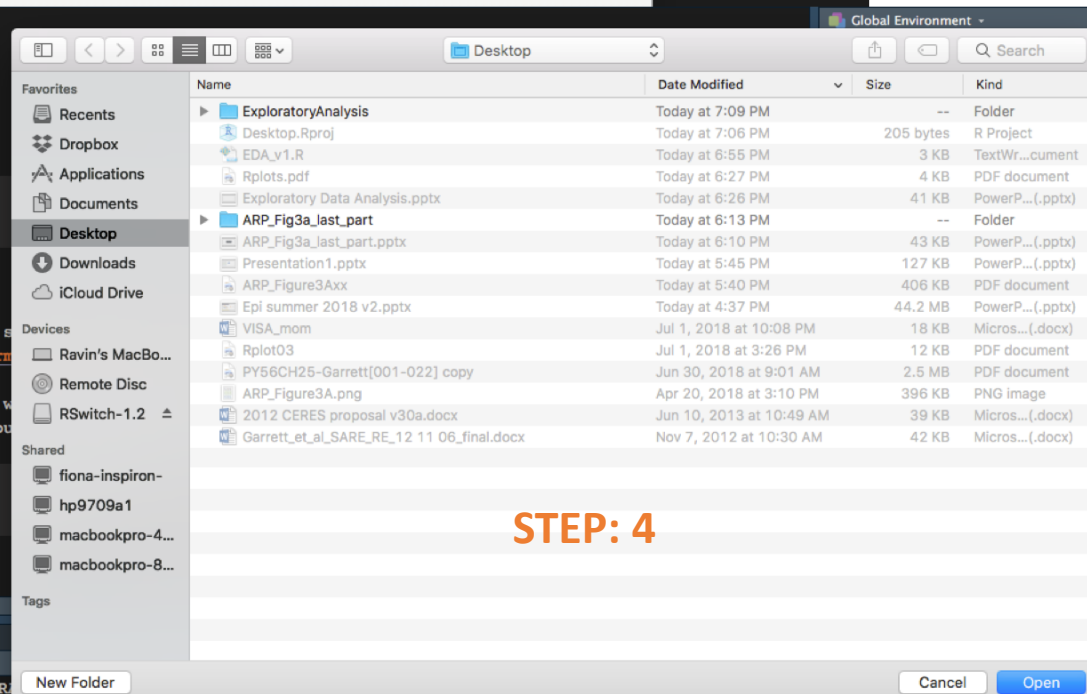 Global Environment
Desktop
Search
Favorites
Recents
Dropbox
Applications
Documents
Desktop
Downloads
iCloud Drive
Devices
Ravin's MacBo...
Remote Disc
RSwitch-1.2
Shared
fiona-inspiron-
hp9709a1
macbookpro-4...
macbookpro-8...
Tags
Name Date Modified Size Kind
ExploratoryAnalysis Today at 7:09 PM -- Folder
Desktop.Rproj Today at 7:06 PM 205 bytes R Project
EDA_v1.R Today at 6:55 PM 3 KB TextWr...cument
Rplots.pdf Today at 6:27 PM 4 KB PDF document
Exploratory Data Analysis.pptx Today at 6:26 PM 41 KB PowerP...(.pptx)
ARP_Fig3a_last_part Today at 6:13 PM -- Folder
ARP_Fig3a_last_part.pptx Today at 6:10 PM 43 KB PowerP...(.pptx)
Presentation1.pptx Today at 5:45 PM 127 KB PowerP...(.pptx)
ARP_Figure3Axx Today at 5:40 PM 406 KB PDF document
Epi summer 2018 v2.pptx Today at 4:37 PM 44.2 MB PowerP...(.pptx)
VISA_mom Jul 1, 2018 at 10:08 PM 18 KB Micros...(.docx)
Rplot03 Jul 1, 2018 at 3:26 PM 12 KB PDF document
PY56CH25-Garrett[001-022] copy Jun 30, 2018 at 9:01 AM 2.5 MB PDF document
ARP_Figure3A.png Apr 20, 2018 at 3:10 PM 396 KB PNG image
2012 CERES proposal v30a.docx Jun 10, 2013 at 10:49 AM 39 KB Micros...(.docx)
Garrett_et_al_SARE_RE_12 11 06_final.docx Nov 7, 2012 at 10:30 AM 42 KB Micros...(.docx)
STEP: 4
New Folder Cancel Open